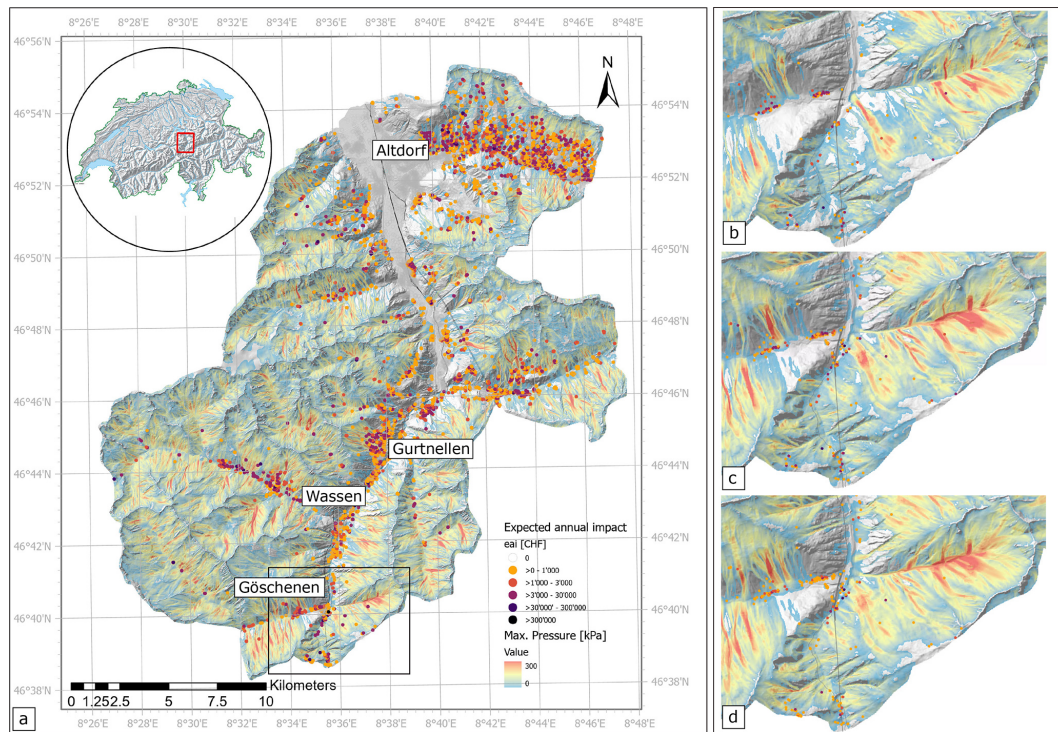 8°26'E 8°28'E 8°30'E 8°32'E 8°34'E 8°36'E 8°38'E 8°40'E 8°42'E 8°44'E 8°46'E 8°48'E
46°56'N
46°54'N 46°54'N
46°52'N 46°52'N
46°50'N 46°50'N
46°48'N 46°48'N
46°46'N 46°46'N
46°44'N 46°44'N
46°42'N 46°42'N
46°40'N 46°40'N
46°38'N 46°38'N
N
Altdorf
Gurtnellen
Wassen
Göschenen
Expected annual impact
eai [CHF]
0
>0 - 1'000
>1'000 - 3'000
>3'000 - 30'000
>30'000' - 300'000
>300'000
Max. Pressure [kPa]
Value
300
0
Kilometers
0 1.252.5 5 7.5 10
8°26'E 8°28'E 8°30'E 8°32'E 8°34'E 8°36'E 8°38'E 8°40'E 8°42'E 8°44'E 8°46'E
a
b
c
d